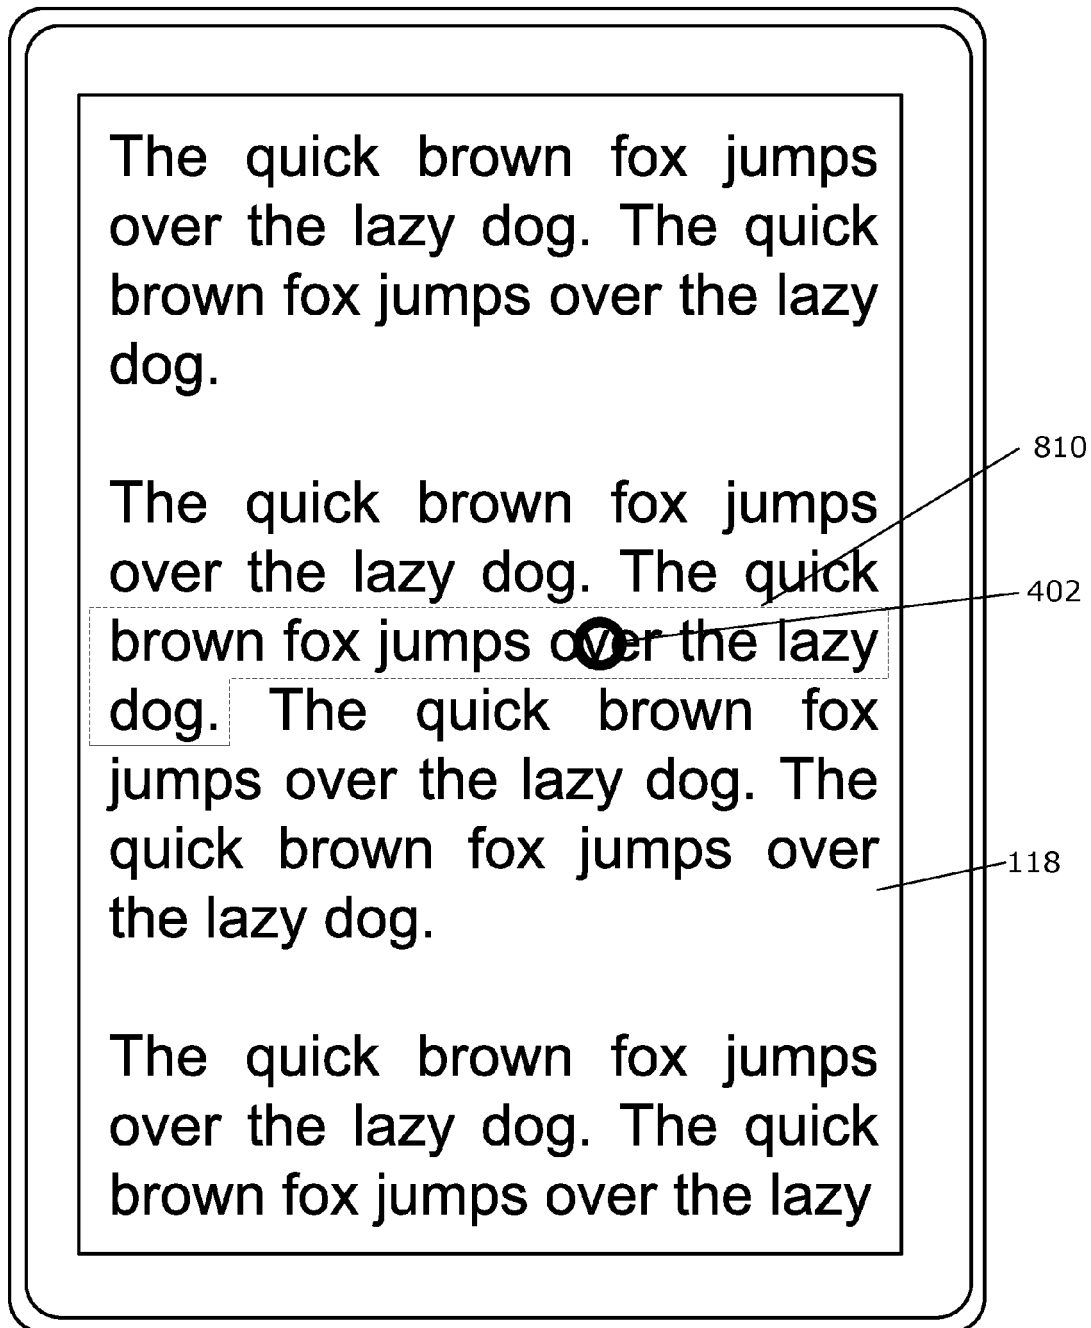 The quick brown fox jumps
over the lazy dog. The quick
brown fox jumps over the lazy
dog.
The quick brown fox jumps
over the lazy dog. The quick
brown fox jumps over the lazy
dog. The quick brown fox
jumps over the lazy dog. The
quick brown fox jumps over
the lazy dog.
The quick brown fox jumps
over the lazy dog. The quick
brown fox jumps over the lazy
810
402
118